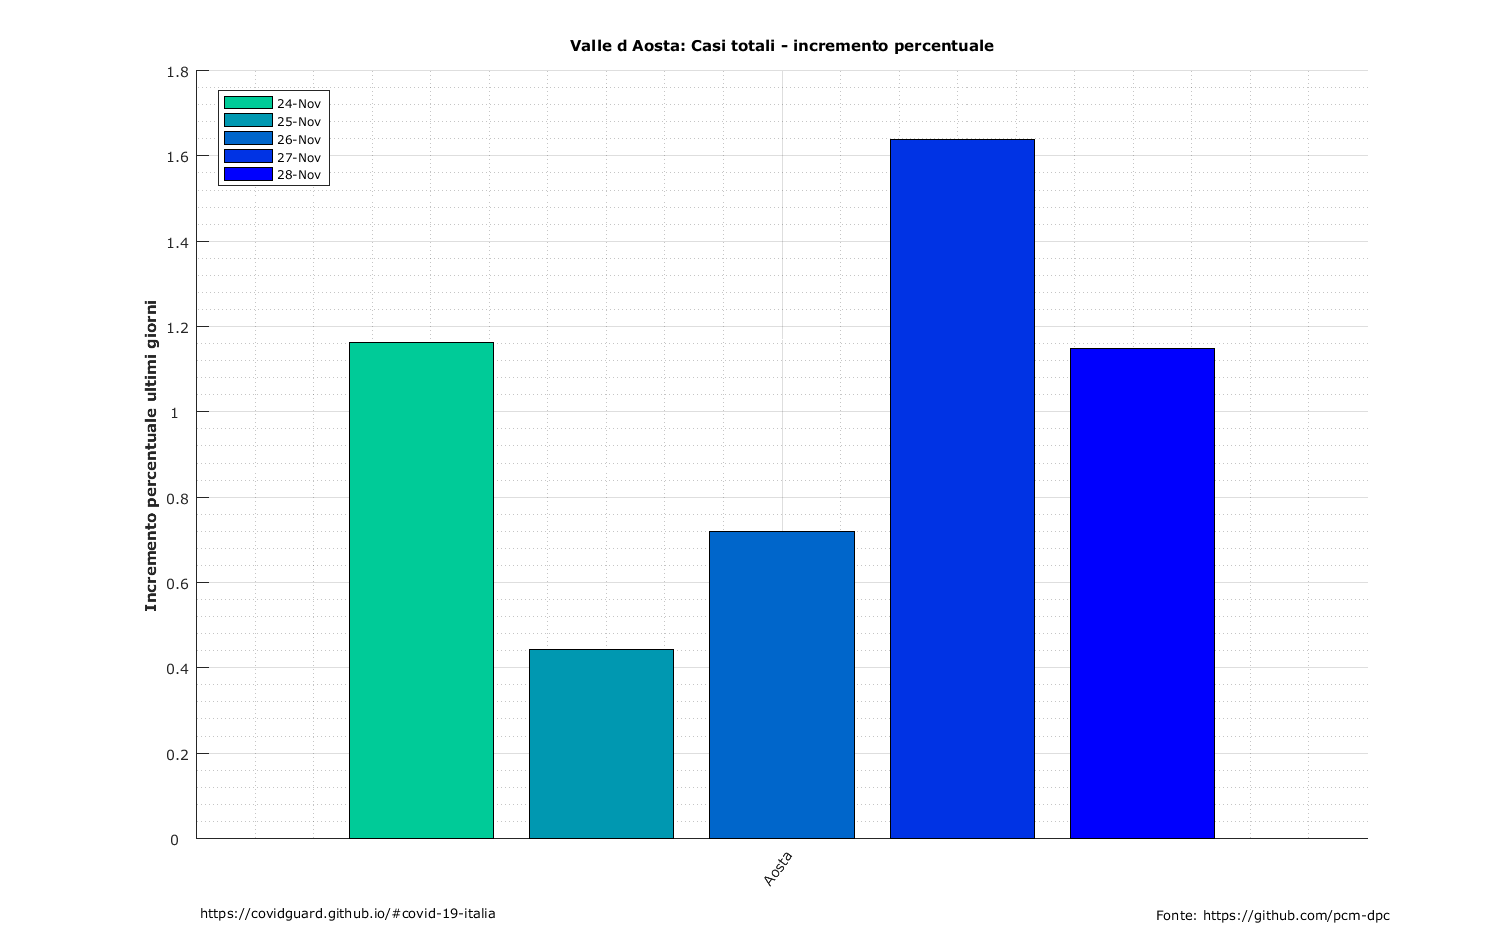 Valle d Aosta: Casi totali - incremento percentuale
1.8
1.6
1.4
1.2
1
0.8
0.6
0.4
0.2
0
Incremento percentuale ultimi giorni
24-Nov
25-Nov
26-Nov
27-Nov
28-Nov
Aosta
https://covidguard.github.io/#covid-19-italia
Fonte: https://github.com/pcm-dpc